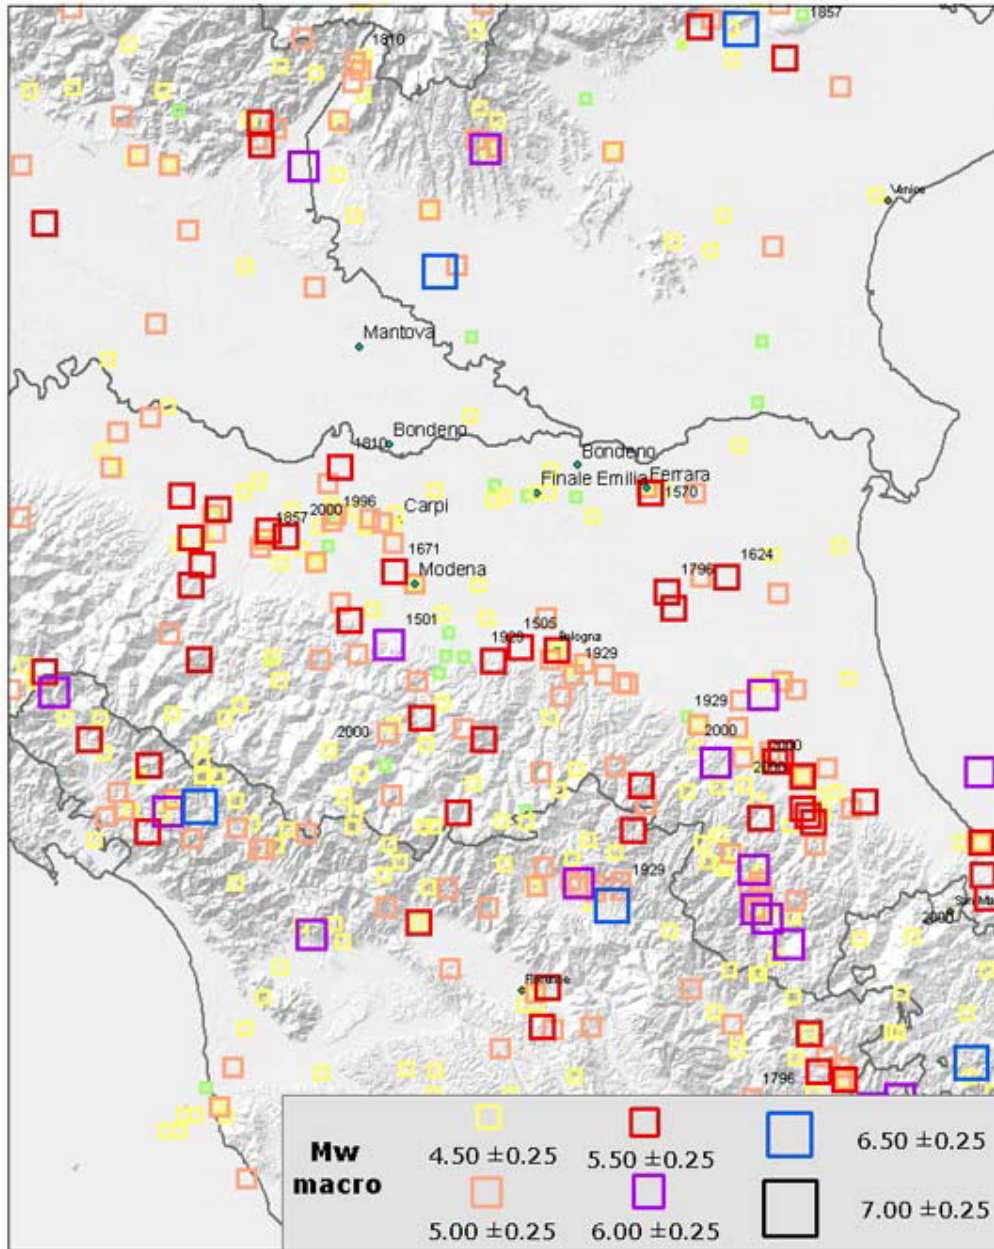 1857
1810
Venice
Mantova
Bondeno
1810
Bondeno
Finale Emilia
Ferrara
1570
2000
1996
Carpi
1857
1671
Modena
1796
1624
1501
1929
1505
Bologna
1929
1929
2000
2000
2000
2000
1929
San Ma
2000
Florence
1796
Mw
macro
4.50 ±0.25
5.50 ±0.25
6.50 ±0.25
5.00 ±0.25
6.00 ±0.25
7.00 ±0.25